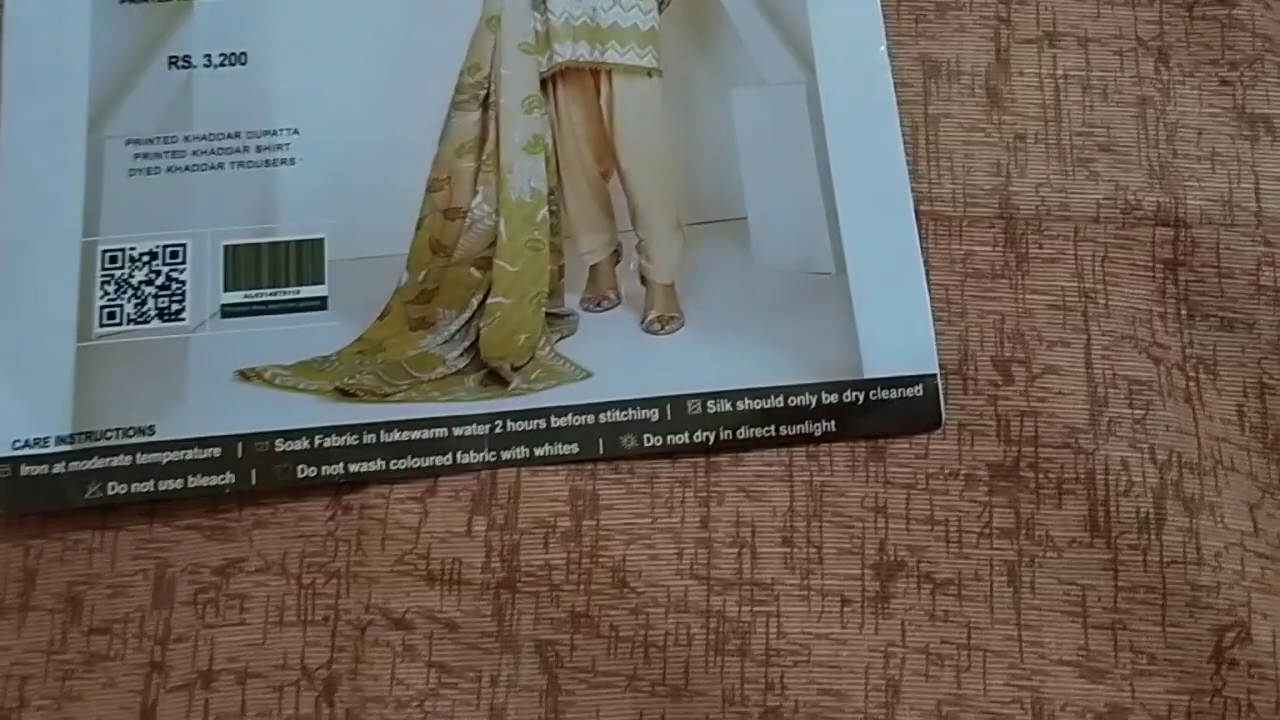 RS. 3,200
PRINTED KHADDAR DUPATTA
PRINTED KHADDAR SHIRT
DYED KHADDAR TROUSERS
CARE INSTRUCTIONS
Iron at moderate temperature | Soak Fabric in lukewarm water 2 hours before stitching | Silk should only be dry cleaned
Do not use bleach | Do not wash coloured fabric with whites | Do not dry in direct sunlight